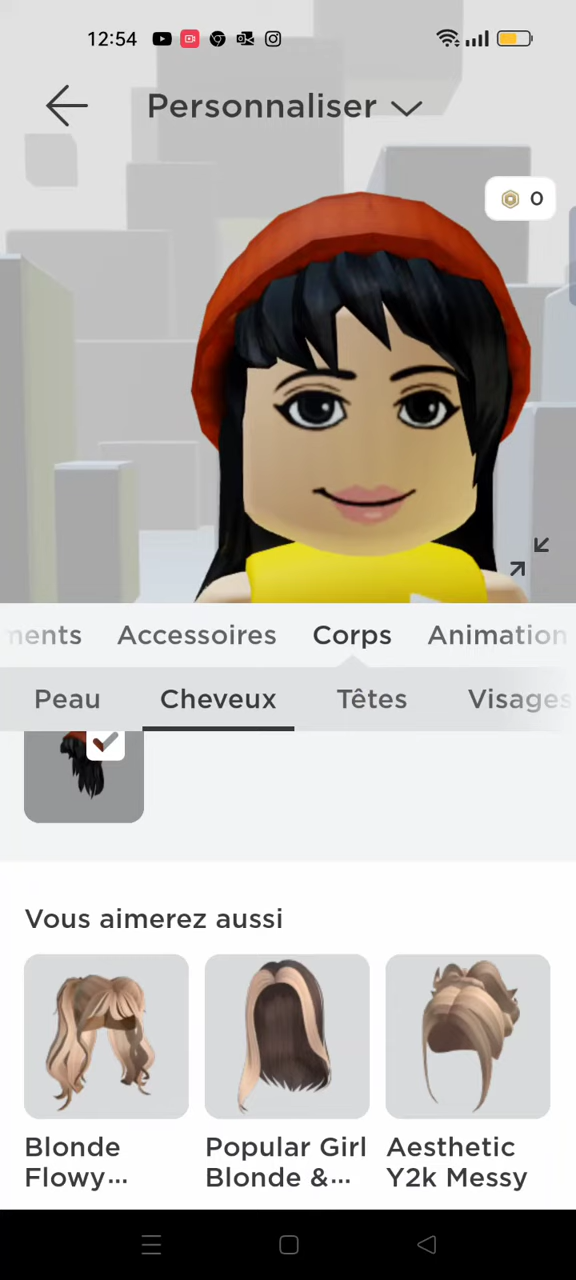 12:54
Personnaliser
0
ments Accessoires Corps Animation
Peau Cheveux Têtes Visages
Vous aimerez aussi
Blonde Flowy...
Popular Girl Blonde &...
Aesthetic Y2k Messy